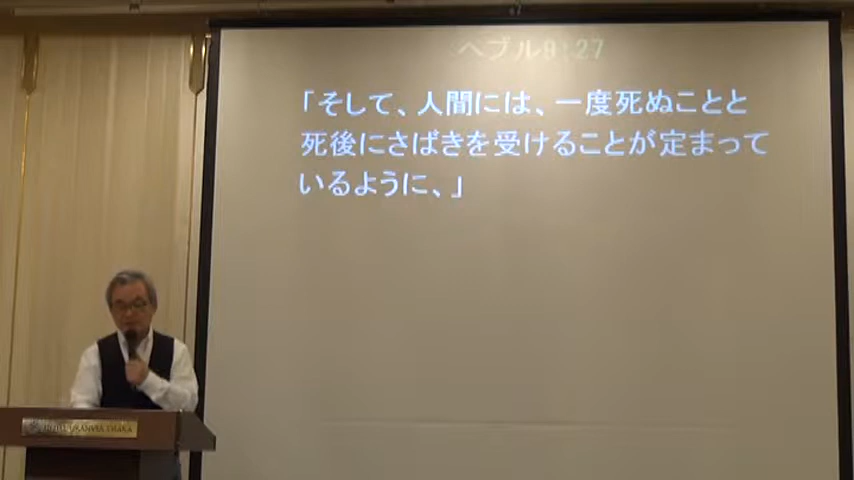 ヘブル9:27
「そして、人間には、一度死ぬことと
死後にさばきを受けることが定まって
いるように、」